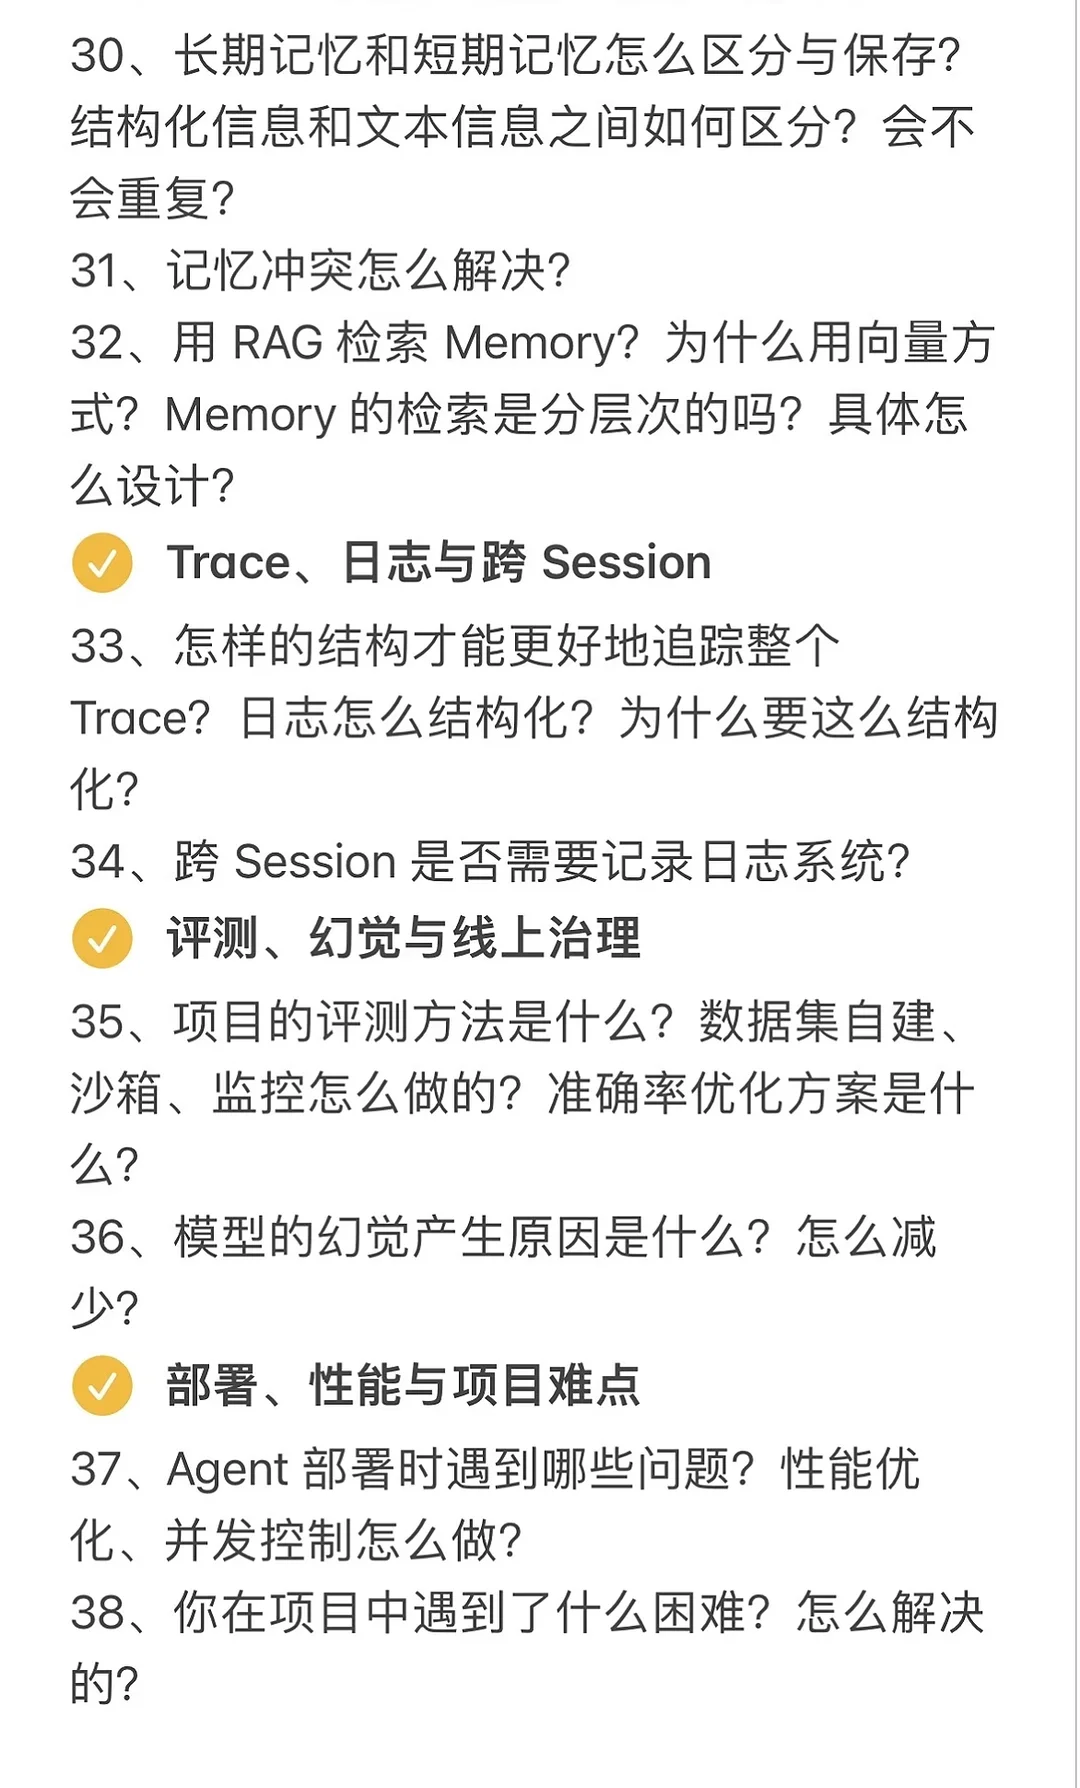 30、长期记忆和短期记忆怎么区分与保存？
结构化信息和文本信息之间如何区分？会不
会重复？
31、记忆冲突怎么解决？
32、用 RAG 检索 Memory？为什么用向量方
式？Memory 的检索是分层次的吗？具体怎
么设计？
Trace、日志与跨 Session
33、怎样的结构才能更好地追踪整个
Trace？日志怎么结构化？为什么要这么结构
化？
34、跨 Session 是否需要记录日志系统？
评测、幻觉与线上治理
35、项目的评测方法是什么？数据集自建、
沙箱、监控怎么做的？准确率优化方案是什
么？
36、模型的幻觉产生原因是什么？怎么减
少？
部署、性能与项目难点
37、Agent 部署时遇到哪些问题？性能优
化、并发控制怎么做？
38、你在项目中遇到了什么困难？怎么解决
的？